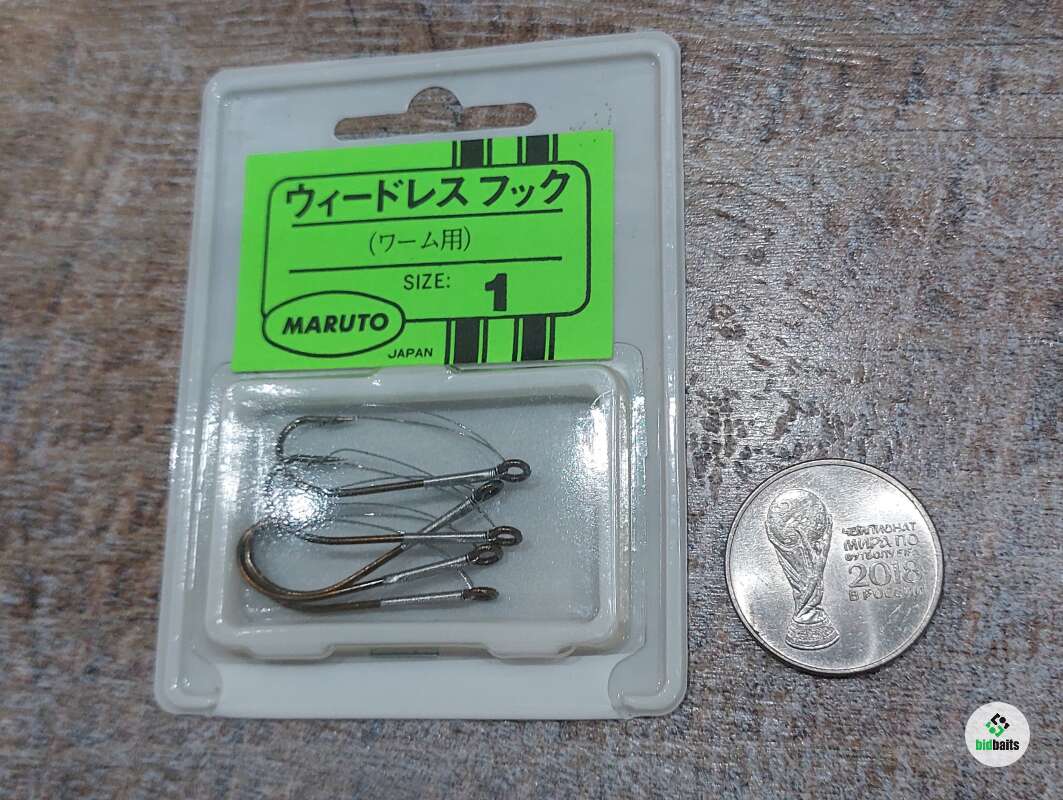 ウィードレス フック
(ワーム用)
SIZE: 1
MARUTO
JAPAN
ЧЕМПИОНАТ
МИРА ПО
ФУТБОЛУ FIFA
2018
В РОССИИ
bidbaits